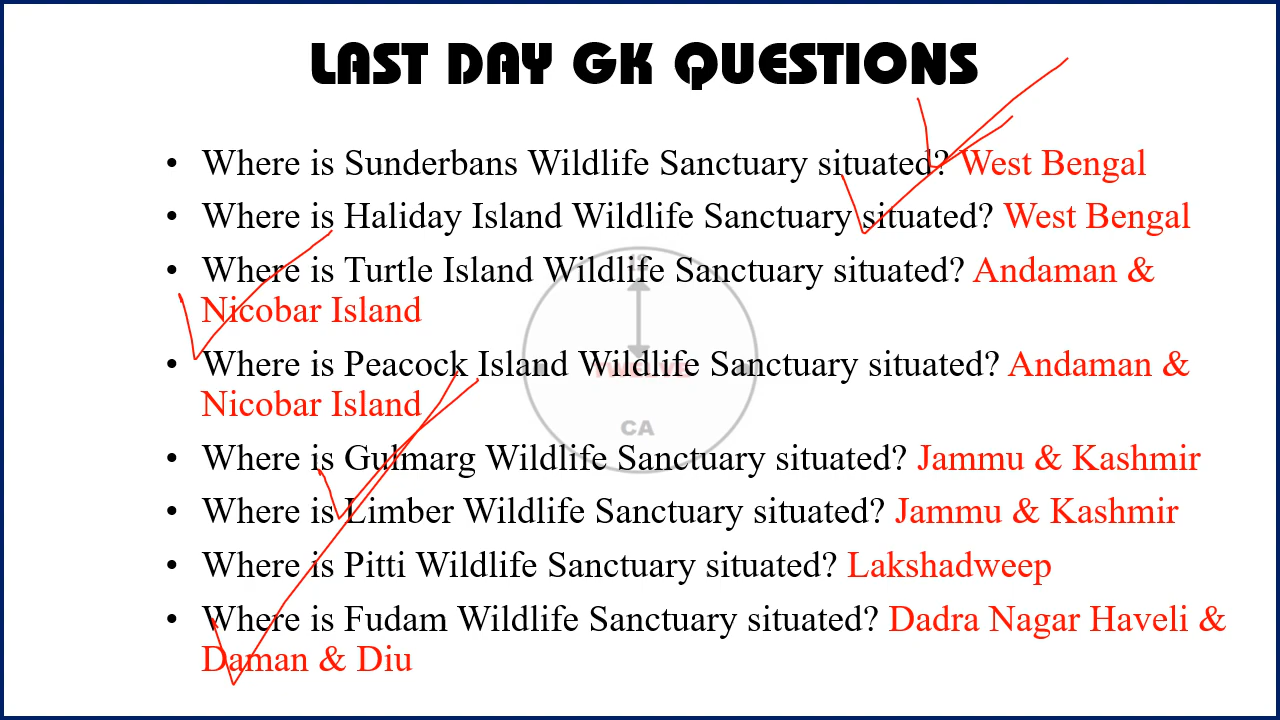 LAST DAY GK QUESTIONS
• Where is Sunderbans Wildlife Sanctuary situated? West Bengal
• Where is Haliday Island Wildlife Sanctuary situated? West Bengal
• Where is Turtle Island Wildlife Sanctuary situated? Andaman &
Nicobar Island
• Where is Peacock Island Wildlife Sanctuary situated? Andaman &
Nicobar Island
• Where is Gulmarg Wildlife Sanctuary situated? Jammu & Kashmir
CA
• Where is Limber Wildlife Sanctuary situated? Jammu & Kashmir
• Where is Pitti Wildlife Sanctuary situated? Lakshadweep
• Where is Fudam Wildlife Sanctuary situated? Dadra Nagar Haveli &
Daman & Diu